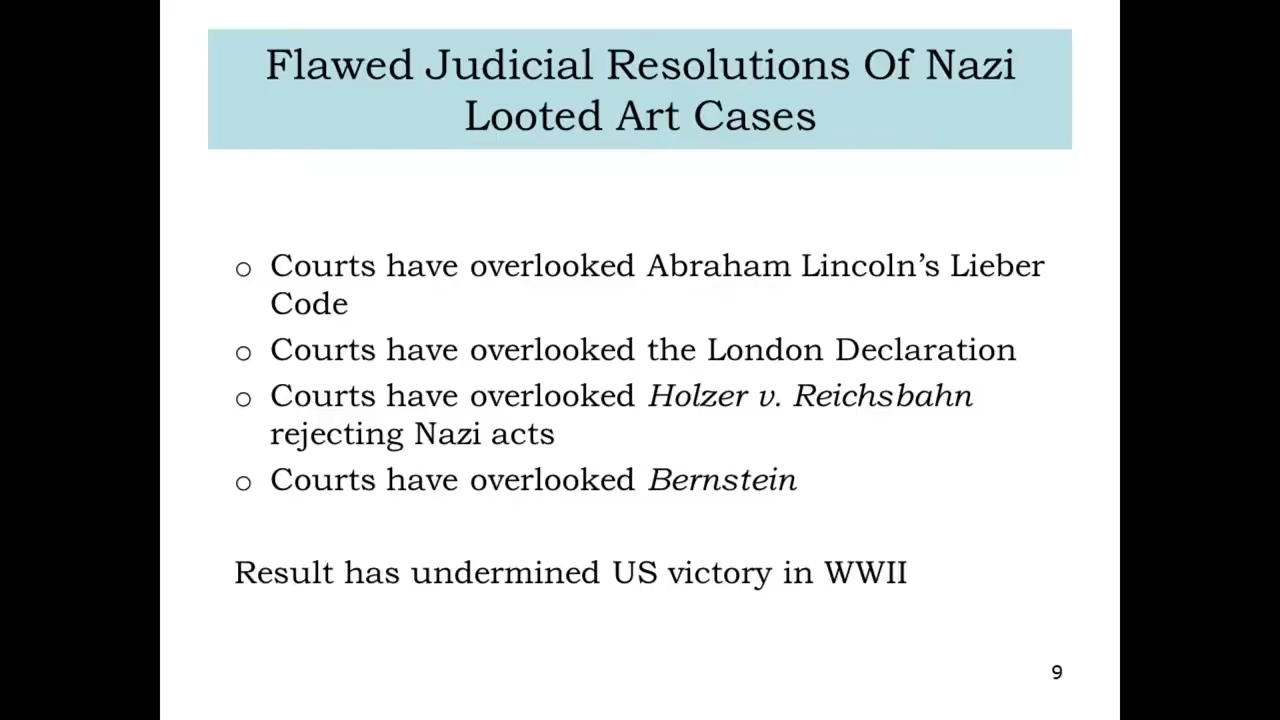 Flawed Judicial Resolutions Of Nazi
Looted Art Cases
o Courts have overlooked Abraham Lincoln’s Lieber
Code
o Courts have overlooked the London Declaration
o Courts have overlooked Holzer v. Reichsbahn
rejecting Nazi acts
o Courts have overlooked Bernstein
Result has undermined US victory in WWII
9